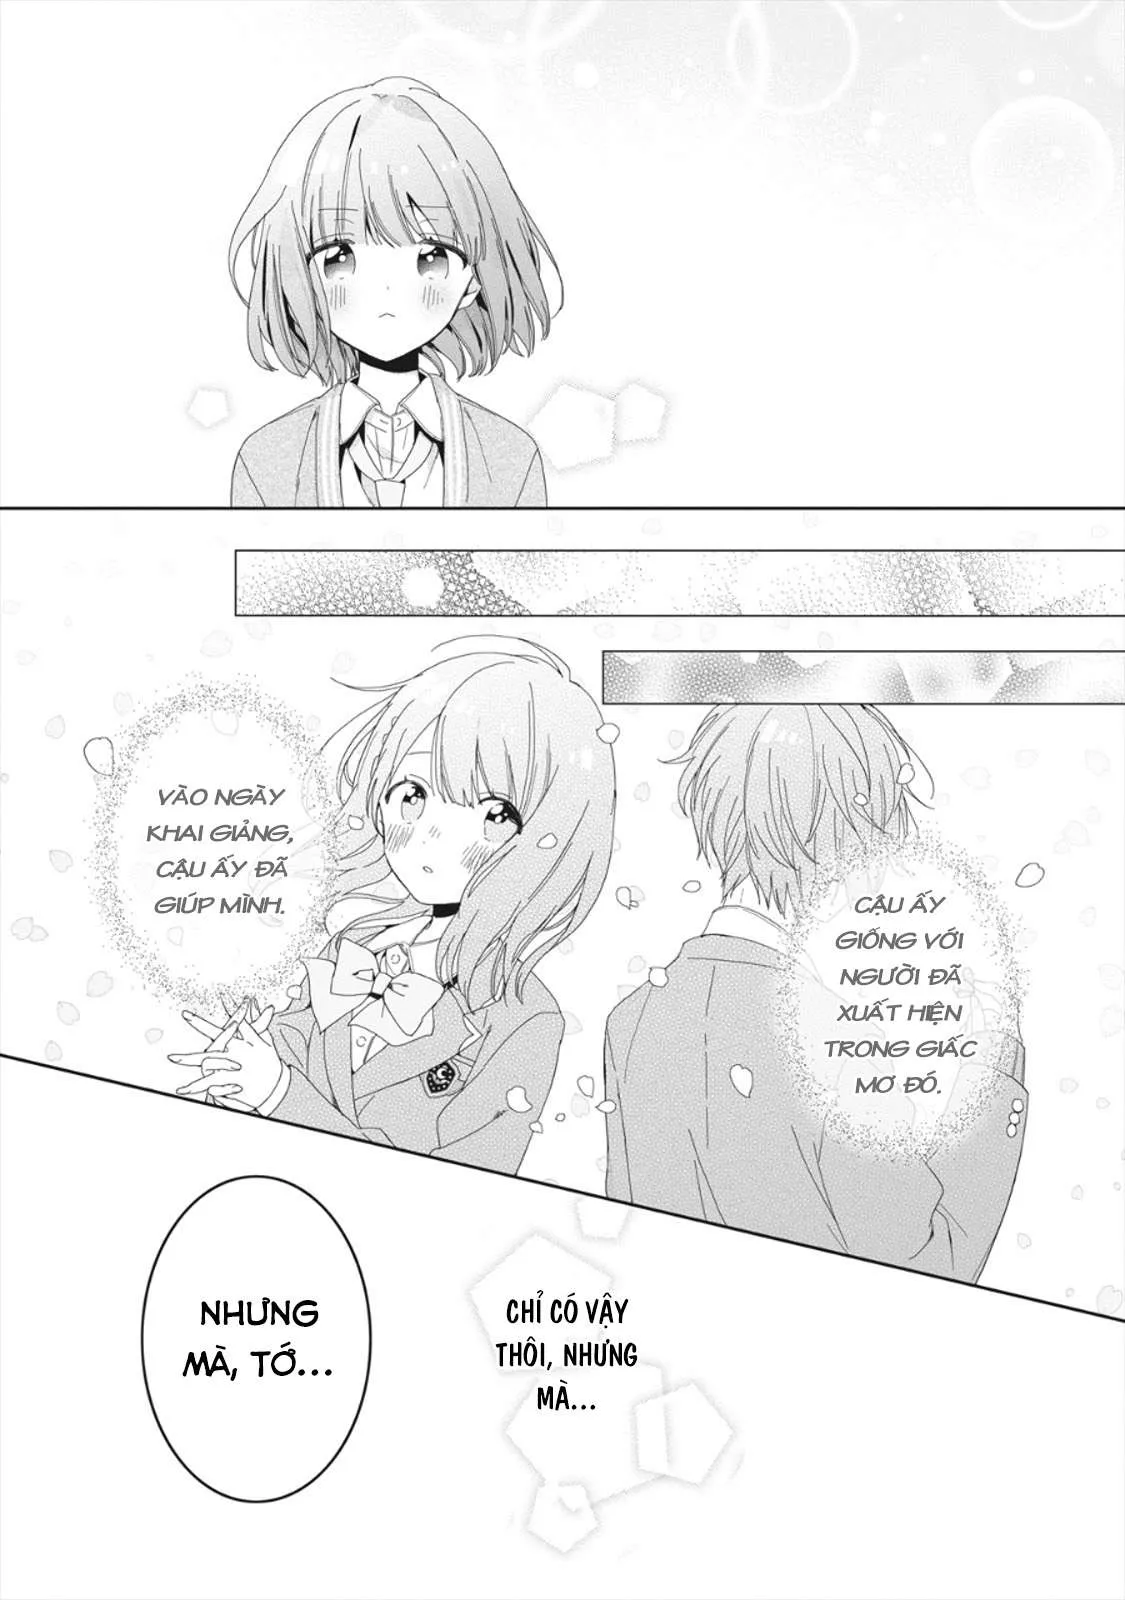 CẬU ẤY
GIỐNG VỚI
NGƯỜI ĐÃ
XUẤT HIỆN
TRONG GIẤC
MƠ ĐÓ.
VÀO NGÀY
KHAI GIẢNG,
CẬU ẤY ĐÃ
GIÚP MÌNH.
CHỈ CÓ VẬY
THÔI, NHƯNG
MÀ...
NHƯNG
MÀ, TỚ...